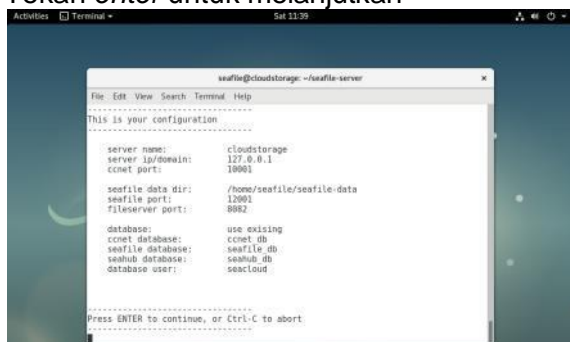 Tekan enter untuk melanjutkan
Activities Terminal Sat 11:39
seafile@cloudstorage: ~/seafile-server
File Edit View Search Terminal Help
-----------------------------------
This is your configuration
-----------------------------------
server name: cloudstorage
server ip/domain: 127.0.0.1
ccnet port: 10001
seafile data dir: /home/seafile/seafile-data
seafile port: 12001
fileserver port: 8082
database: use exising
ccnet database: ccnet_db
seafile database: seafile_db
seahub database: seahub_db
database user: seacloud
-----------------------------------
Press ENTER to continue, or Ctrl-C to abort
-----------------------------------